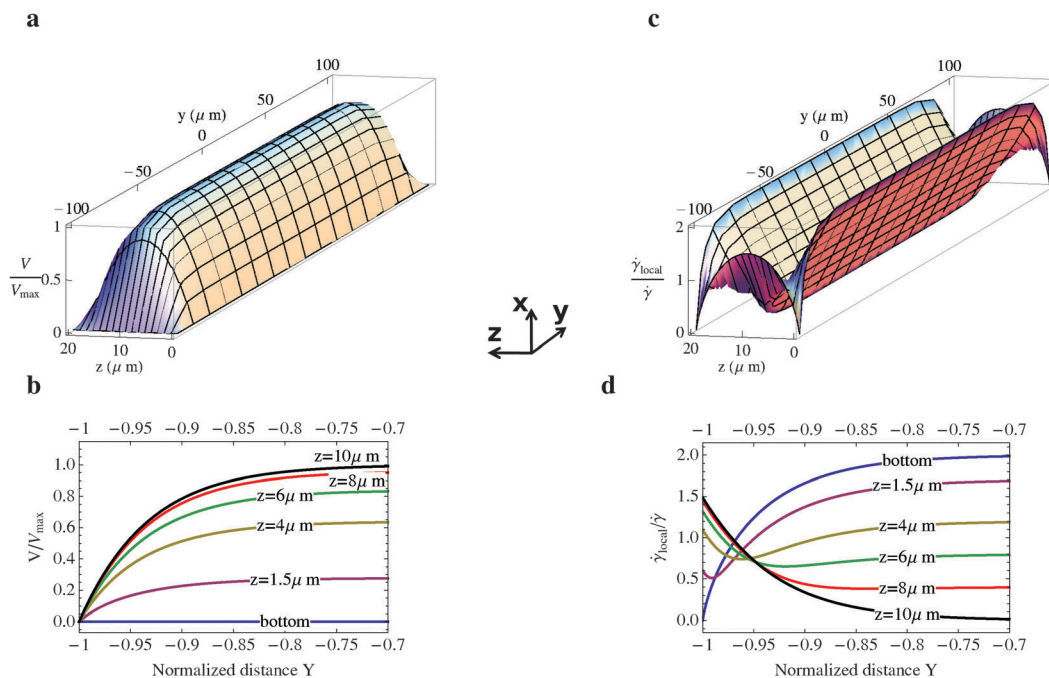 a
y (μ m)
−100
−50
0
50
100
1
V
Vmax
0.5
0
20
10
0
z (μ m)
x
y
z
c
y (μ m)
−100
−50
0
50
100
2
γ̇local
γ̇
1
0
20
10
0
z (μ m)
b
−1 −0.95 −0.9 −0.85 −0.8 −0.75 −0.7
1.0
0.8
0.6
0.4
0.2
0.0
V/Vmax
z=10μ m
z=8μ m
z=6μ m
z=4μ m
z=1.5μ m
bottom
−1 −0.95 −0.9 −0.85 −0.8 −0.75 −0.7
Normalized distance Y
d
−1 −0.95 −0.9 −0.85 −0.8 −0.75 −0.7
2.0
1.5
1.0
0.5
0.0
γ̇local/γ̇
bottom
z=1.5μ m
z=4μ m
z=6μ m
z=8μ m
z=10μ m
−1 −0.95 −0.9 −0.85 −0.8 −0.75 −0.7
Normalized distance Y